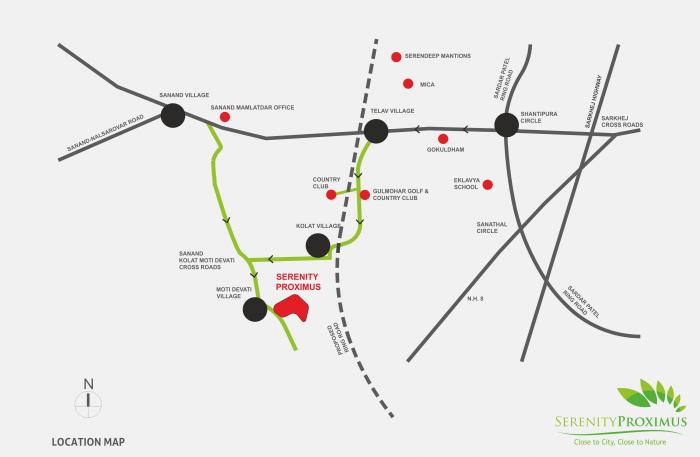 SERENDEEP MANTIONS
MICA
SARDAR PATEL
RING ROAD
SARKHEJ HIGHWAY
SANAND VILLAGE
SANAND MAMLATDAR OFFICE
TELAV VILLAGE
SHANTIPURA
CIRCLE
SARKHEJ
CROSS ROADS
SANAND-NALSAROVAR ROAD
GOKULDHAM
COUNTRY
CLUB
GULMOHAR GOLF &
COUNTRY CLUB
EKLAVYA
SCHOOL
KOLAT VILLAGE
SANATHAL
CIRCLE
SANAND
KOLAT MOTI DEVATI
CROSS ROADS
SERENITY
PROXIMUS
MOTI DEVATI
VILLAGE
N.H. 8
SARDAR PATEL
RING ROAD
PROPOSED
RING ROAD
N
LOCATION MAP
SERENITYPROXIMUS
Close to City, Close to Nature